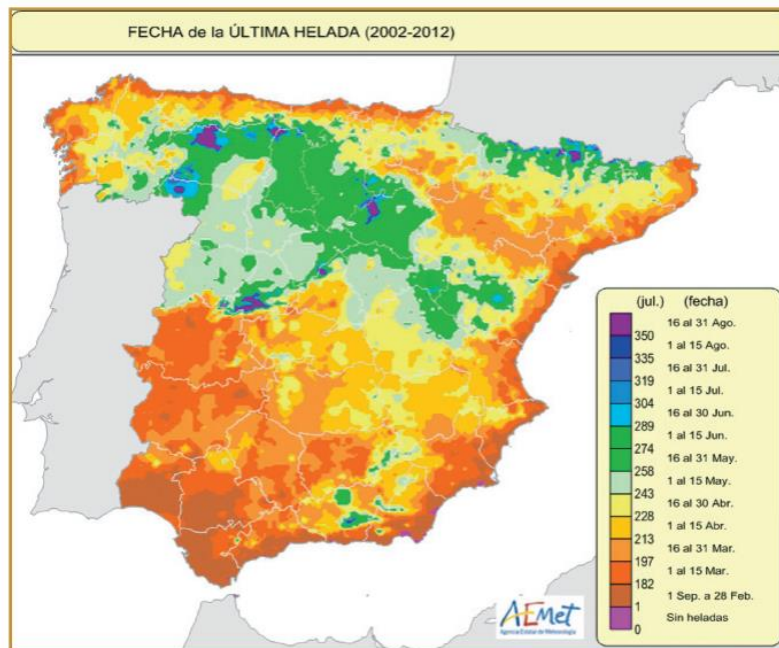 FECHA de la ÚLTIMA HELADA (2002-2012)
(jul.) (fecha)
16 al 31 Ago.
350
1 al 15 Ago.
335
16 al 31 Jul.
319
1 al 15 Jul.
304
16 al 30 Jun.
289
1 al 15 Jun.
274
16 al 31 May.
258
1 al 15 May.
243
16 al 30 Abr.
228
1 al 15 Abr.
213
16 al 31 Mar.
197
1 al 15 Mar.
182
1 Sep. a 28 Feb.
1
Sin heladas
0
AEMet
Agencia Estatal de Meteorología